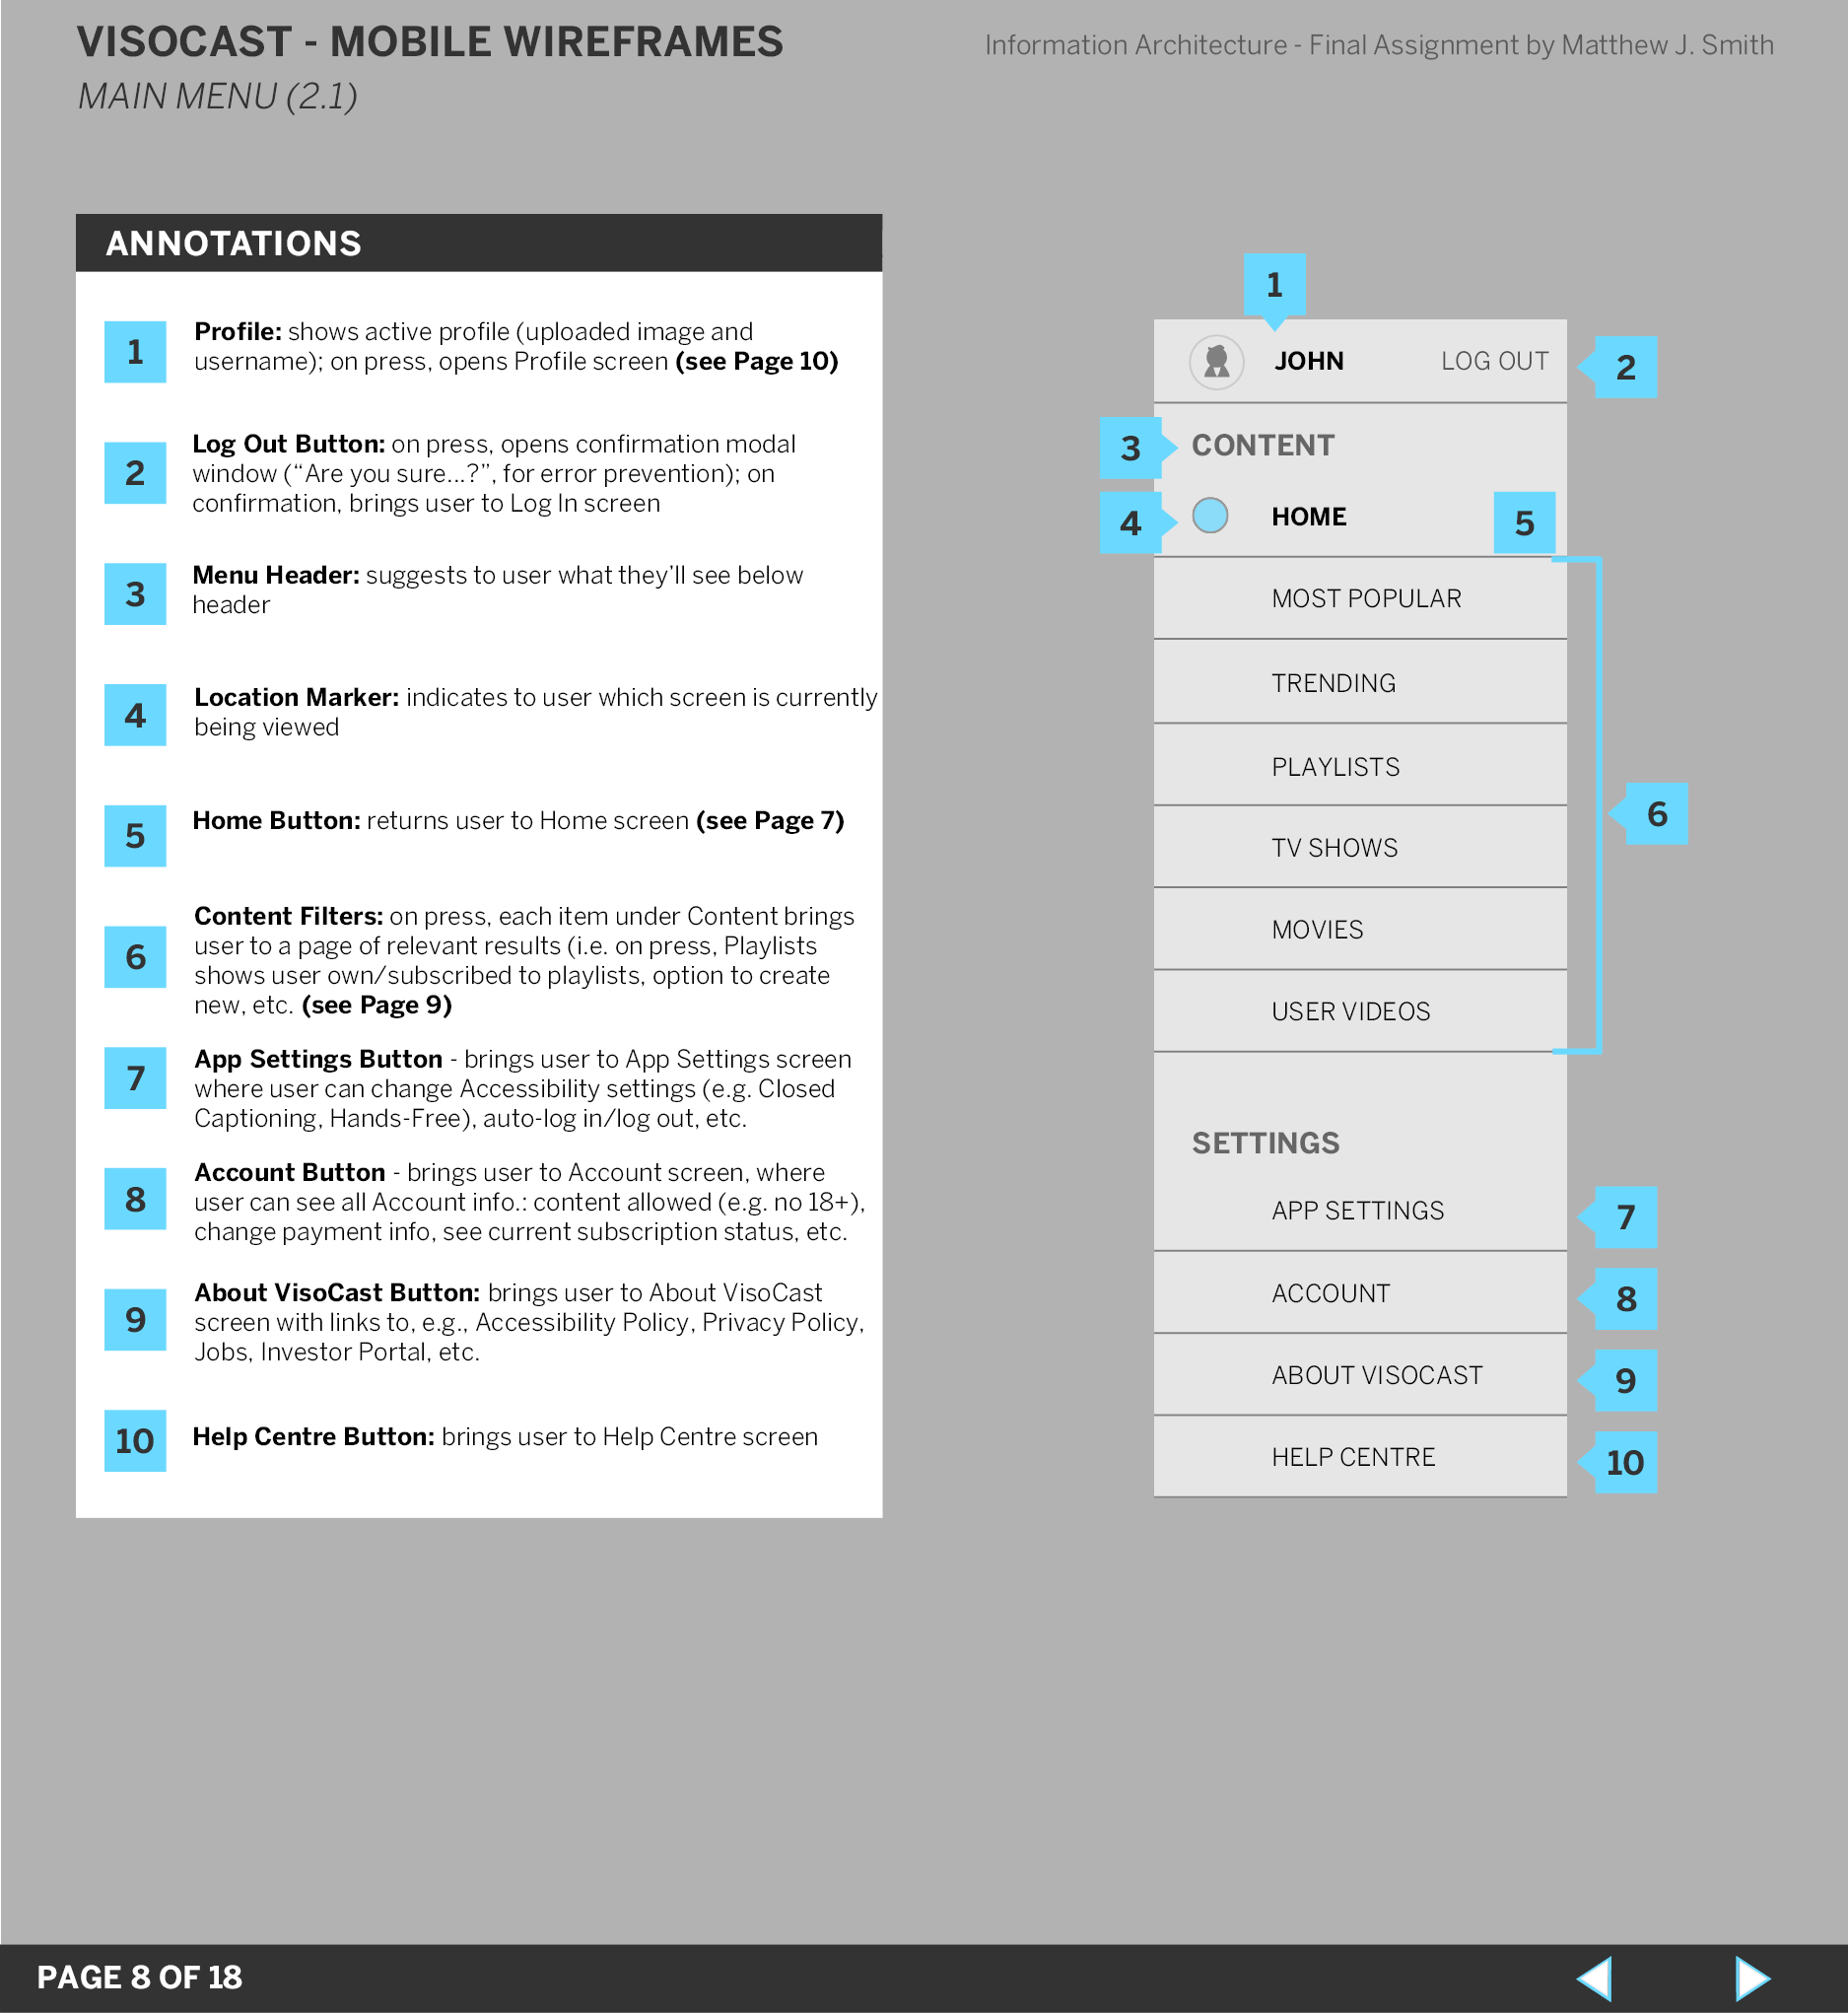 VISOCAST - MOBILE WIREFRAMES
Information Architecture - Final Assignment by Matthew J. Smith
MAIN MENU (2.1)
ANNOTATIONS
1
Profile: shows active profile (uploaded image and
username); on press, opens Profile screen (see Page 10)
2
Log Out Button: on press, opens confirmation modal
window (“Are you sure...?”, for error prevention); on
confirmation, brings user to Log In screen
3
Menu Header: suggests to user what they’ll see below
header
4
Location Marker: indicates to user which screen is currently
being viewed
5
Home Button: returns user to Home screen (see Page 7)
6
Content Filters: on press, each item under Content brings
user to a page of relevant results (i.e. on press, Playlists
shows user own/subscribed to playlists, option to create
new, etc. (see Page 9)
7
App Settings Button - brings user to App Settings screen
where user can change Accessibility settings (e.g. Closed
Captioning, Hands-Free), auto-log in/log out, etc.
8
Account Button - brings user to Account screen, where
user can see all Account info.: content allowed (e.g. no 18+),
change payment info, see current subscription status, etc.
9
About VisoCast Button: brings user to About VisoCast
screen with links to, e.g., Accessibility Policy, Privacy Policy,
Jobs, Investor Portal, etc.
10
Help Centre Button: brings user to Help Centre screen
1
JOHN LOG OUT 2
3 CONTENT
4 HOME 5
MOST POPULAR
TRENDING
PLAYLISTS
6
TV SHOWS
MOVIES
USER VIDEOS
SETTINGS
APP SETTINGS 7
ACCOUNT 8
ABOUT VISOCAST 9
HELP CENTRE 10
PAGE 8 OF 18